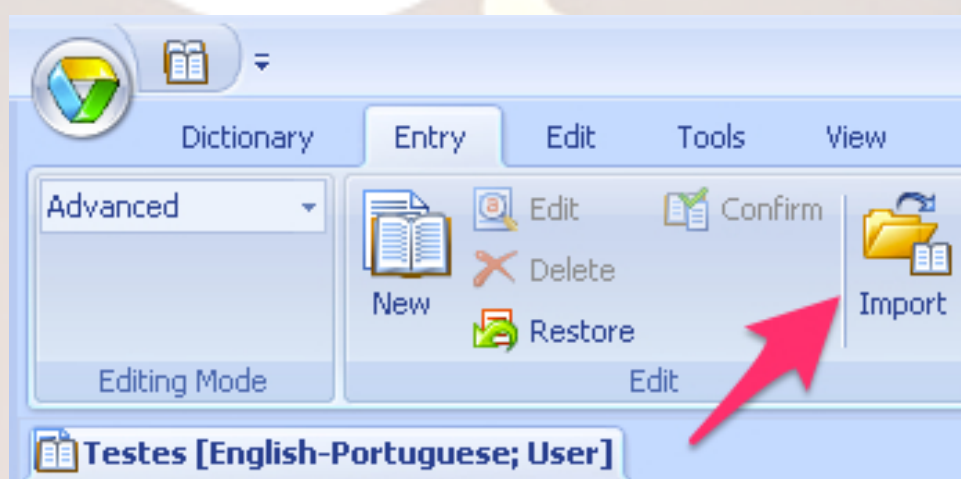 Dictionary Entry Edit Tools View
Advanced
Edit Confirm
Delete
New Import
Restore
Editing Mode Edit
Testes [English-Portuguese; User]